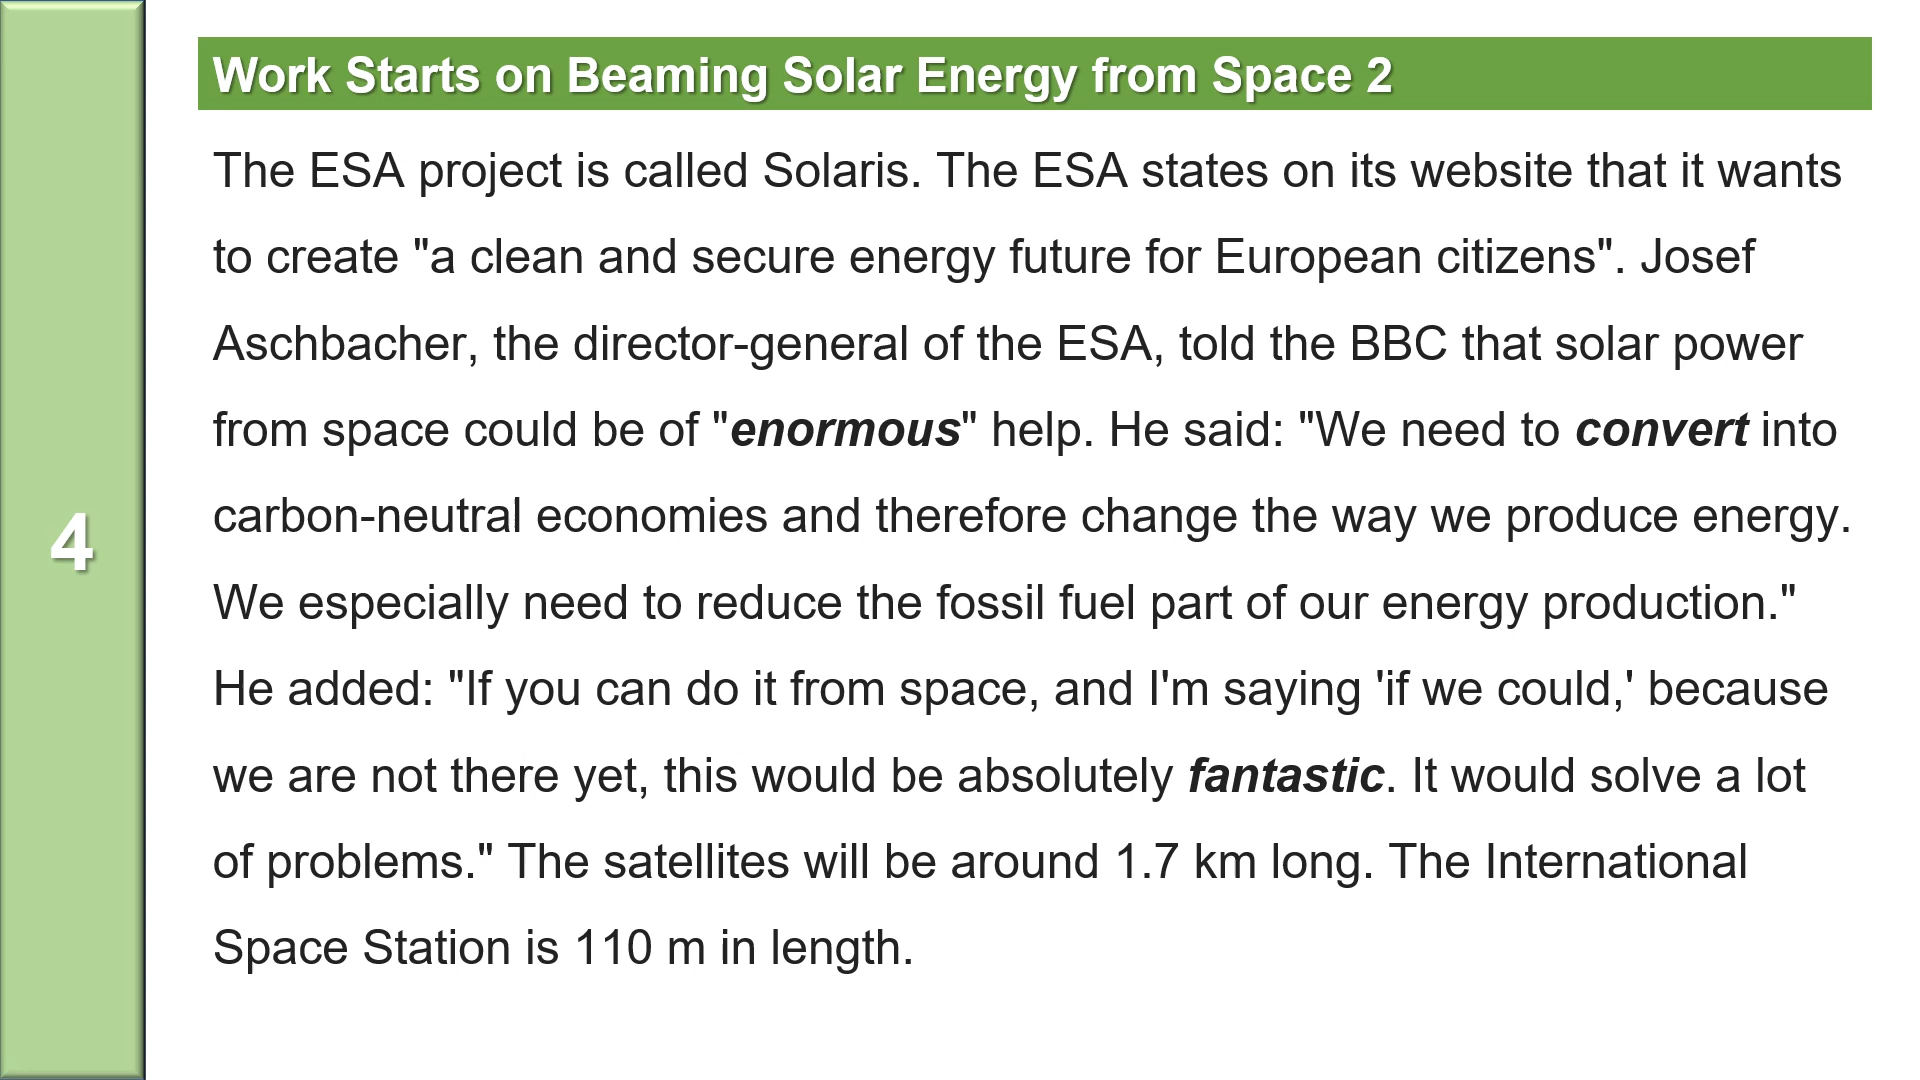 Work Starts on Beaming Solar Energy from Space 2
The ESA project is called Solaris. The ESA states on its website that it wants
to create "a clean and secure energy future for European citizens". Josef
Aschbacher, the director-general of the ESA, told the BBC that solar power
from space could be of "enormous" help. He said: "We need to convert into
carbon-neutral economies and therefore change the way we produce energy.
We especially need to reduce the fossil fuel part of our energy production."
He added: "If you can do it from space, and I'm saying 'if we could,' because
we are not there yet, this would be absolutely fantastic. It would solve a lot
of problems." The satellites will be around 1.7 km long. The International
Space Station is 110 m in length.
4